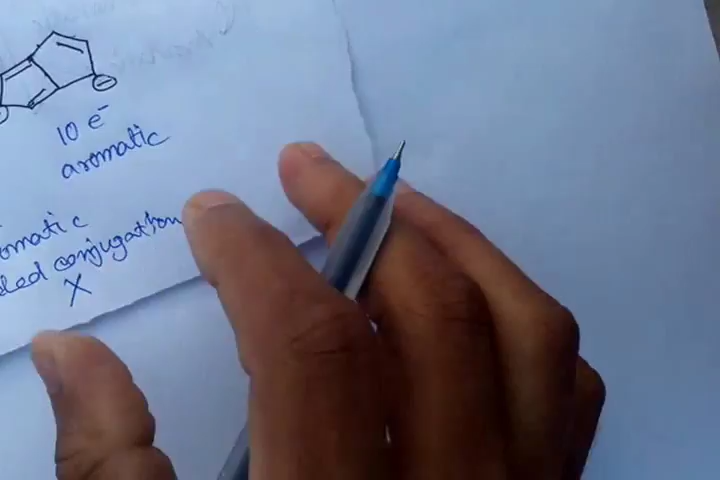 10 e⁻
aromatic
omatic
ded conjugation
X